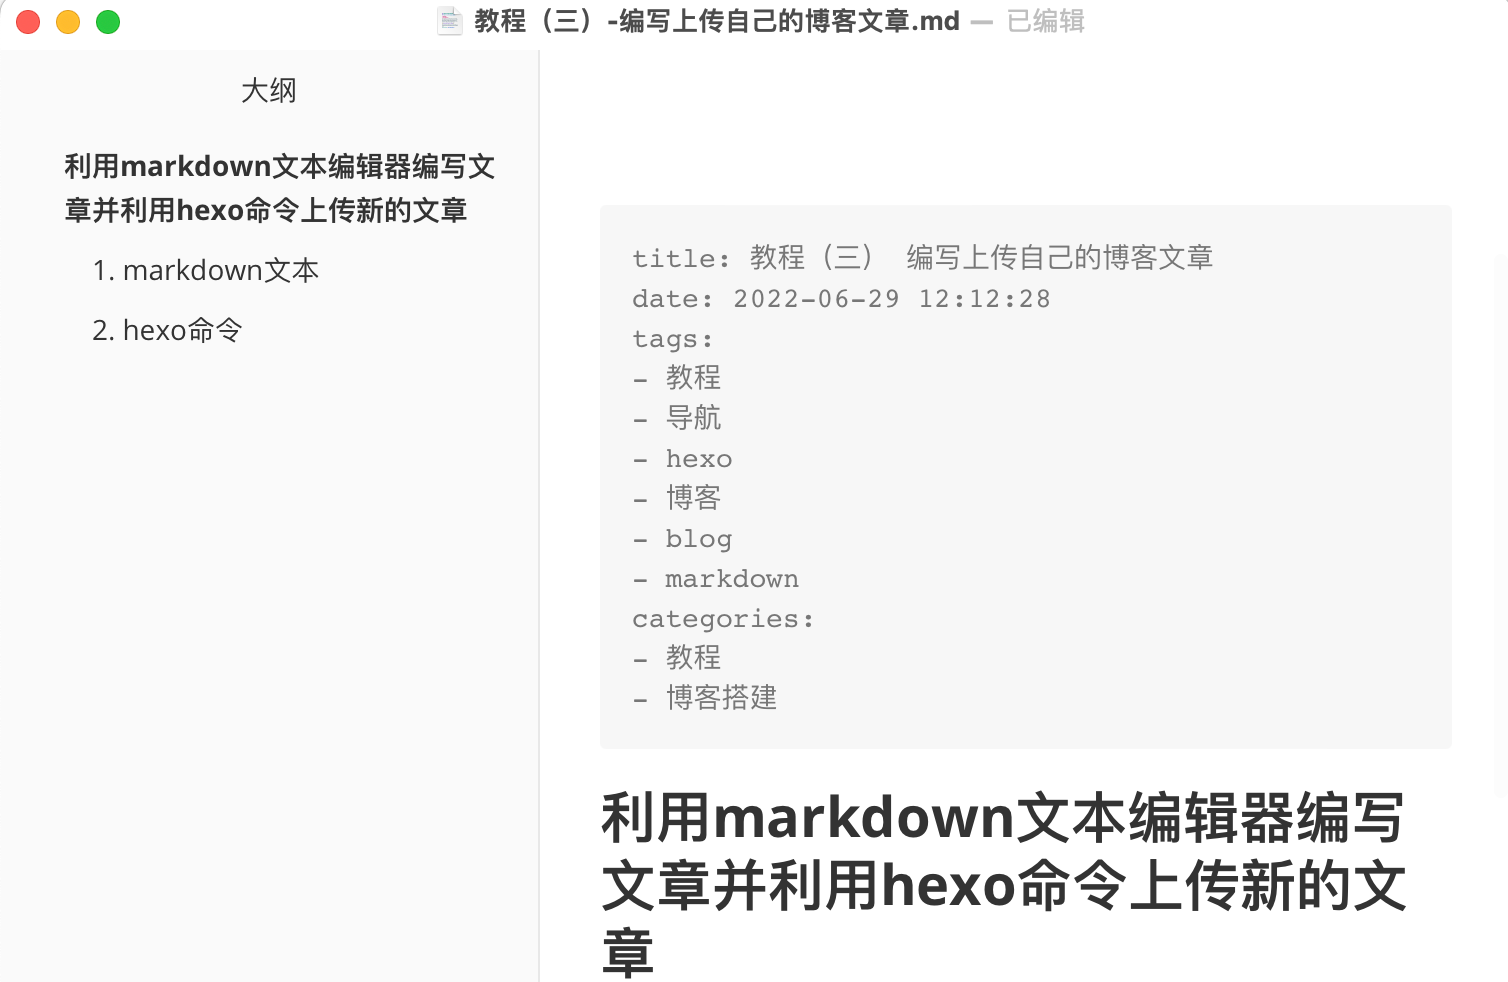 教程（三）-编写上传自己的博客文章.md — 已编辑
大纲
利用markdown文本编辑器编写文
章并利用hexo命令上传新的文章
1. markdown文本
2. hexo命令
title: 教程（三） 编写上传自己的博客文章
date: 2022-06-29 12:12:28
tags:
- 教程
- 导航
- hexo
- 博客
- blog
- markdown
categories:
- 教程
- 博客搭建
利用markdown文本编辑器编写
文章并利用hexo命令上传新的文
章